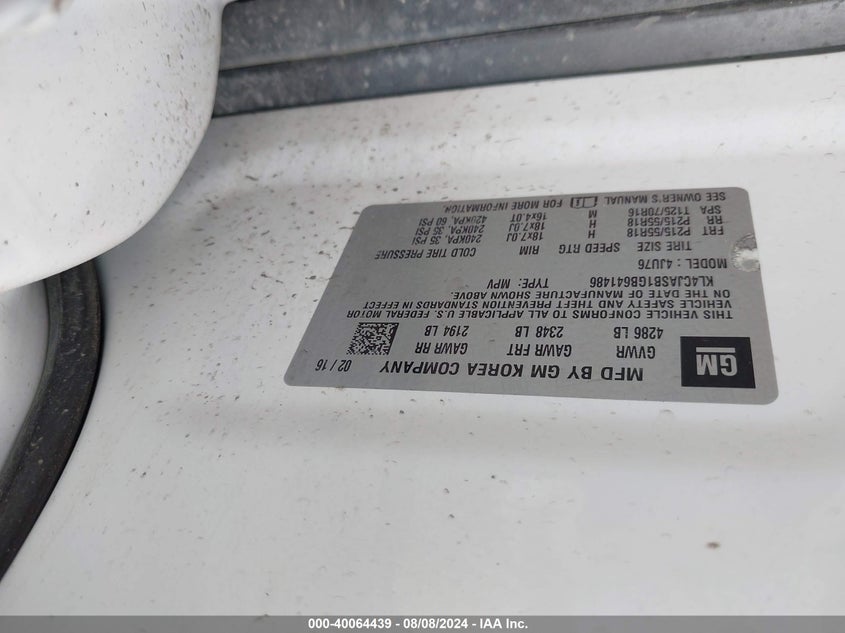 GM
MFD BY GM KOREA COMPANY 02/16
GVWR GAWR FRT GAWR RR
4286 LB 2348 LB 2194 LB
THIS VEHICLE CONFORMS TO ALL APPLICABLE U.S. FEDERAL MOTOR
VEHICLE SAFETY AND THEFT PREVENTION STANDARDS IN EFFECT
ON THE DATE OF MANUFACTURE SHOWN ABOVE.
KL4CJASB1GB641486 TYPE: MPV
MODEL: 4JU76
TIRE SIZE SPEED RTG RIM COLD TIRE PRESSURE
FRT P215/55R18 H 18x7.0J 240KPA, 35 PSI
RR P215/55R18 H 18x7.0J 240KPA, 35 PSI
SPA T125/70R16 M 16x4.0T 420KPA, 60 PSI
SEE OWNER'S MANUAL FOR MORE INFORMATION.
000-40064439 - 08/08/2024 - IAA Inc.